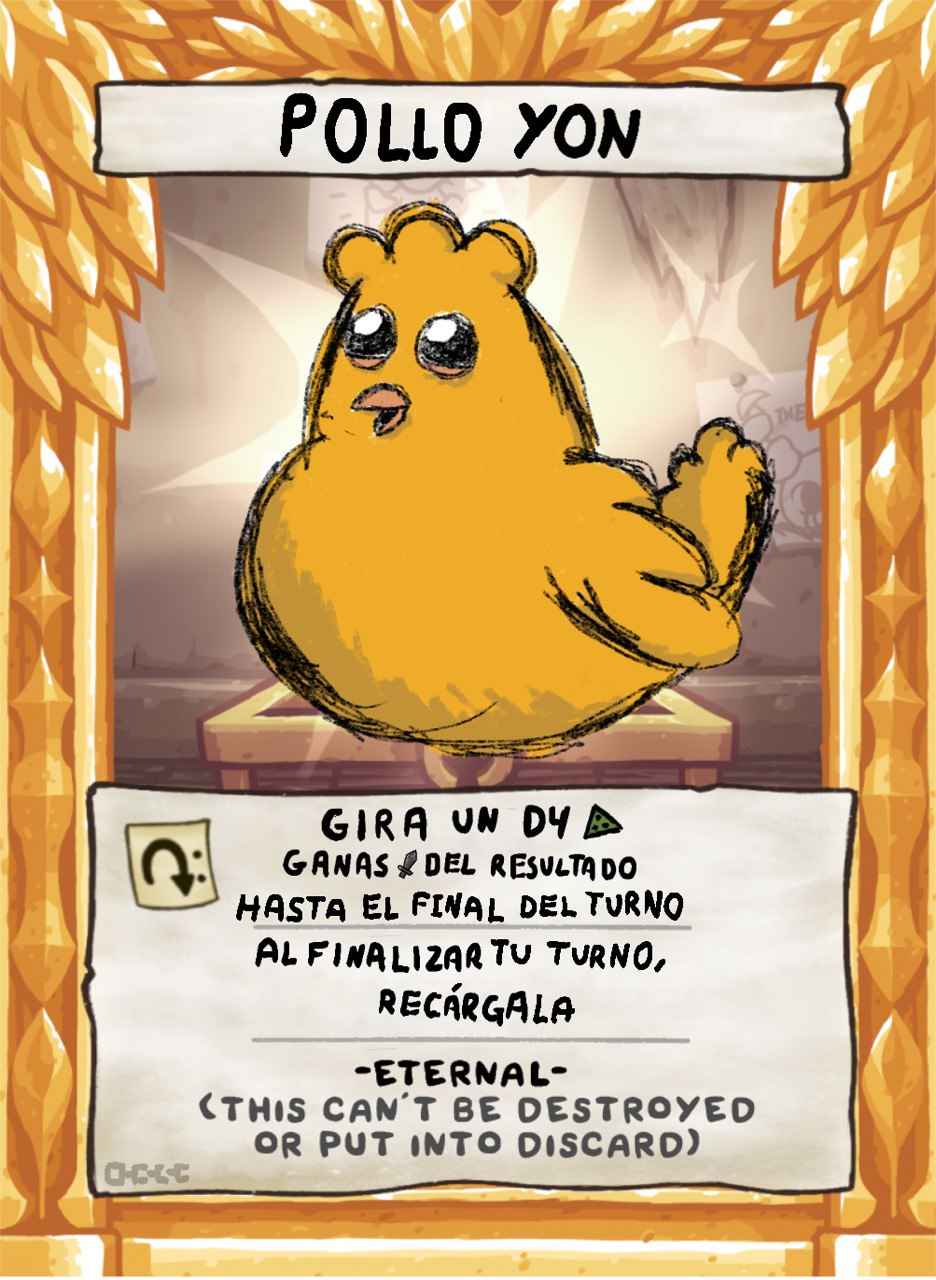 POLLO YON
THE
GIRA UN D4
GANAS DEL RESULTADO
HASTA EL FINAL DEL TURNO
AL FINALIZAR TU TURNO,
RECÁRGALA
-ETERNAL-
(THIS CAN'T BE DESTROYED
OR PUT INTO DISCARD)